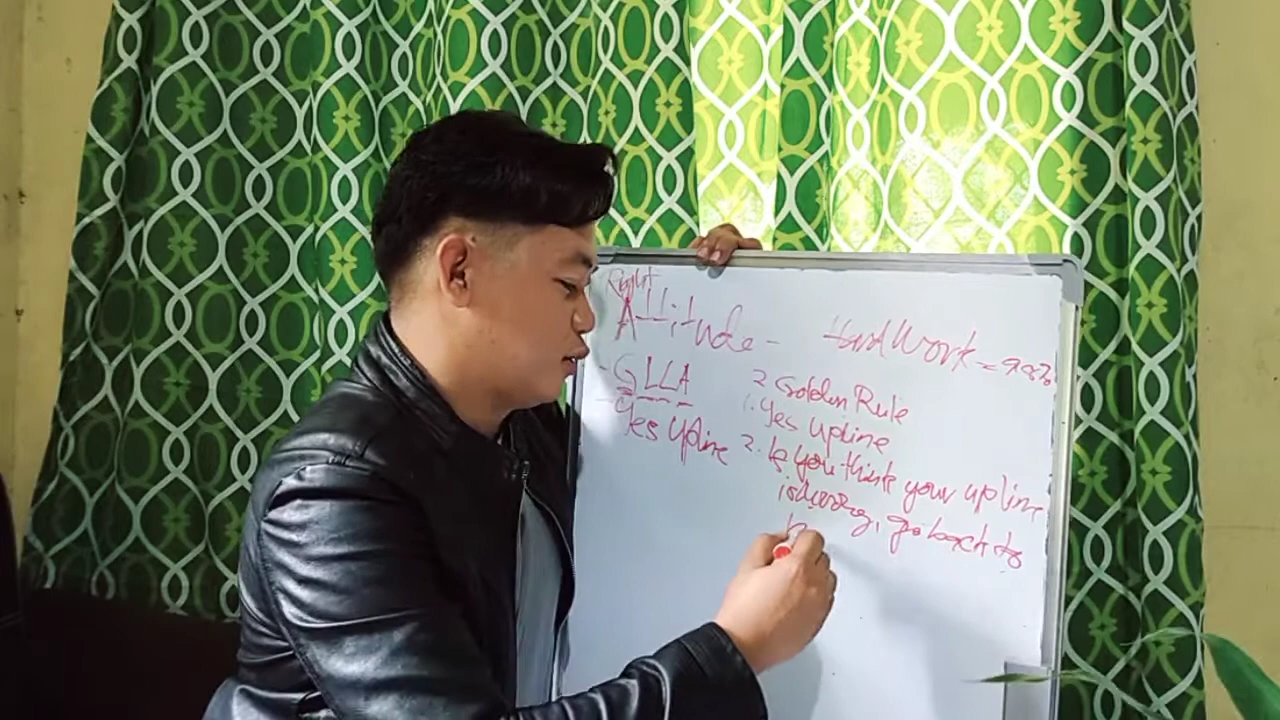 Right
Attitude - Hard Work = 98%
- GLLA
Yes Upline
2 Golden Rule
1. Yes Upline
2. If you think your upline
is wrong, go back to